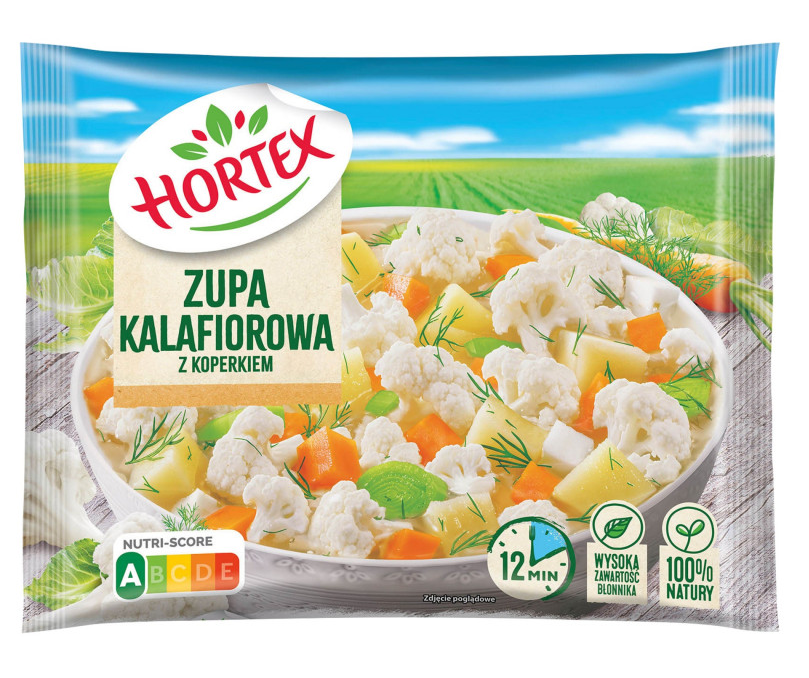 HORTEX
ZUPA
KALAFIOROWA
Z KOPERKIEM
NUTRI-SCORE
A B C D E
12 MIN
WYSOKA
ZAWARTOŚĆ
BŁONNIKA
100%
NATURY
Zdjęcie poglądowe